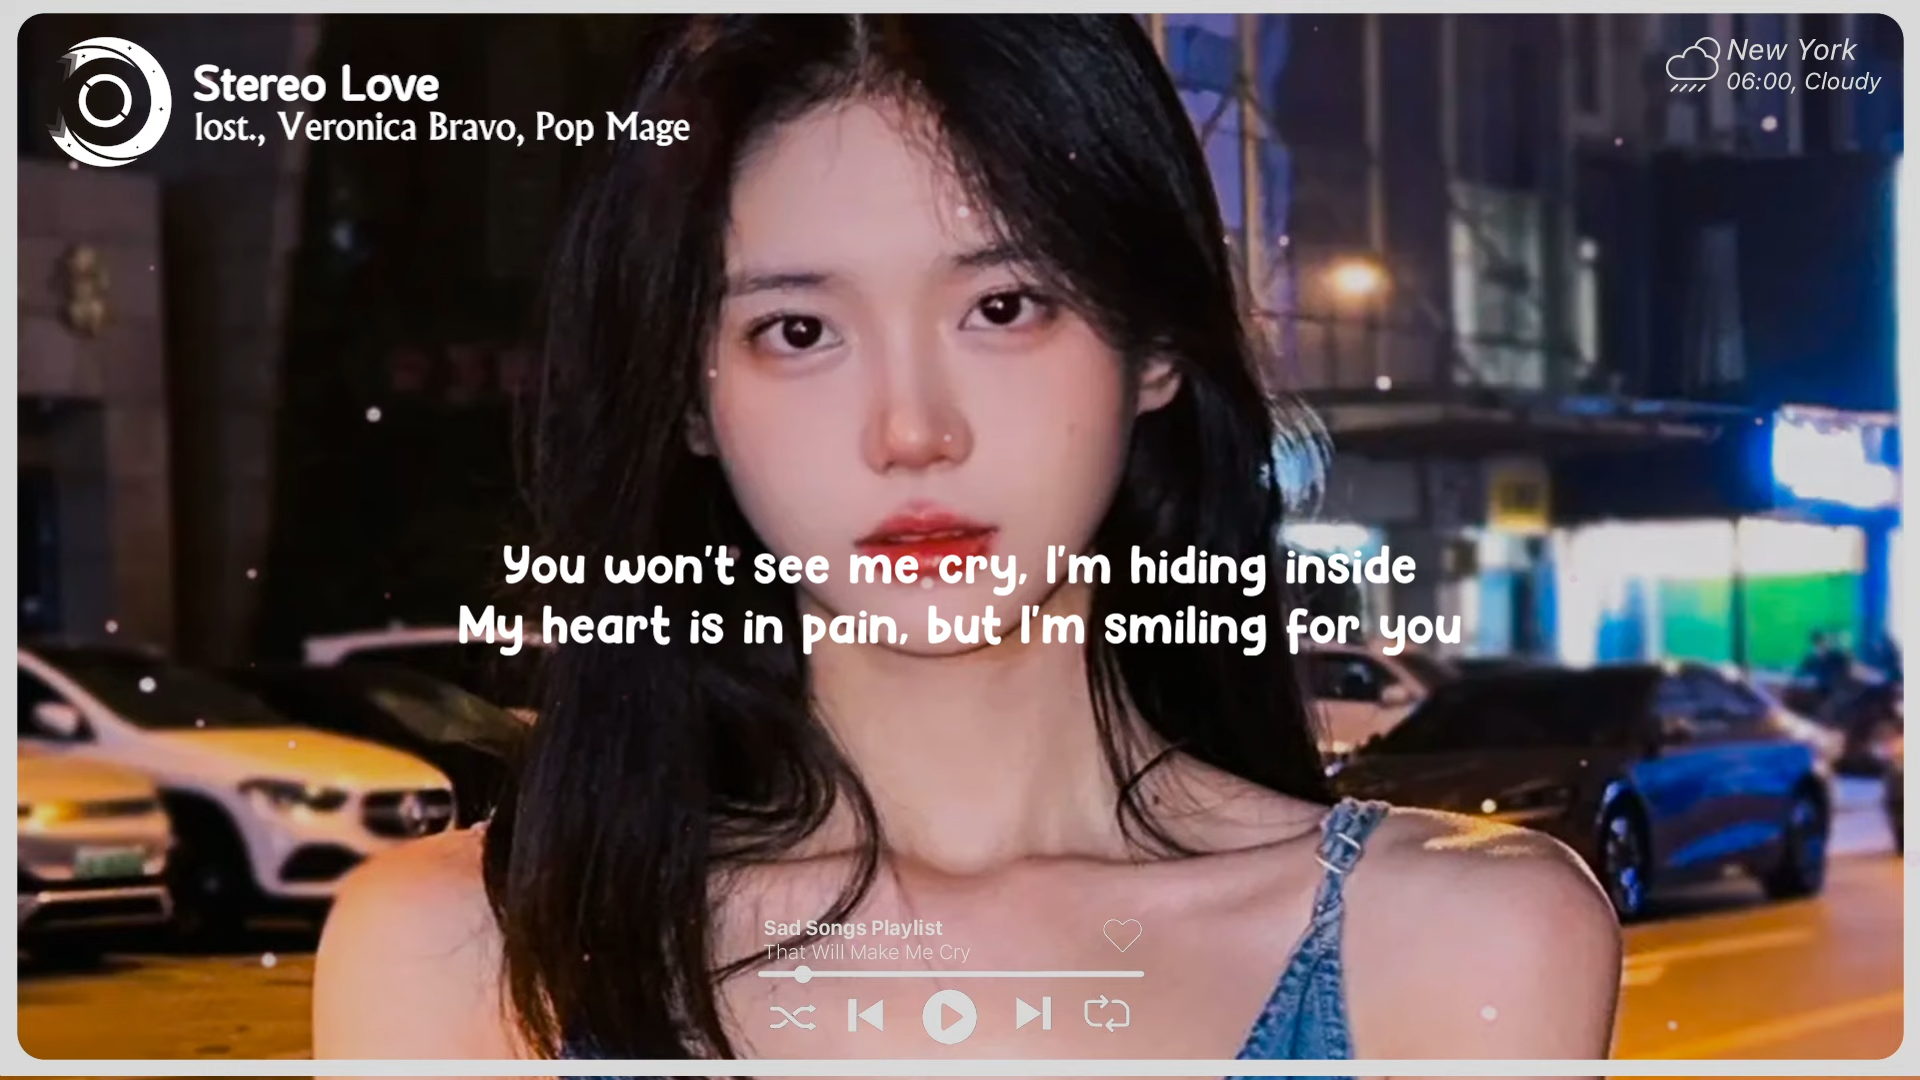 Stereo Love
lost., Veronica Bravo, Pop Mage
New York
06:00, Cloudy
You won't see me cry, I'm hiding inside
My heart is in pain, but I'm smiling for you
Sad Songs Playlist
That Will Make Me Cry